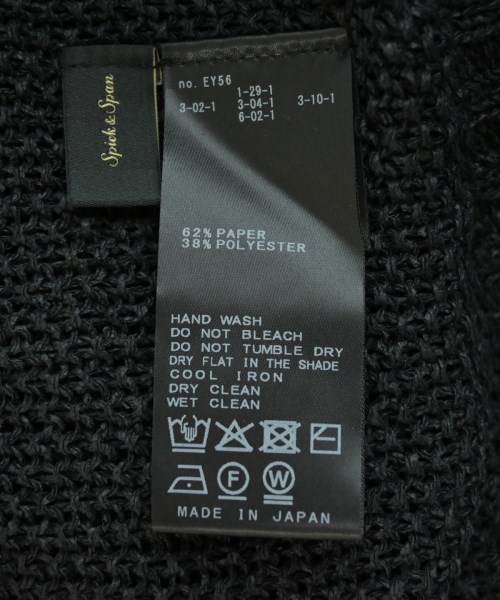 Spick & Span
no. EY56
1-29-1
3-02-1 3-04-1 3-10-1
6-02-1
62% PAPER
38% POLYESTER
HAND WASH
DO NOT BLEACH
DO NOT TUMBLE DRY
DRY FLAT IN THE SHADE
COOL IRON
DRY CLEAN
WET CLEAN
F W
MADE IN JAPAN